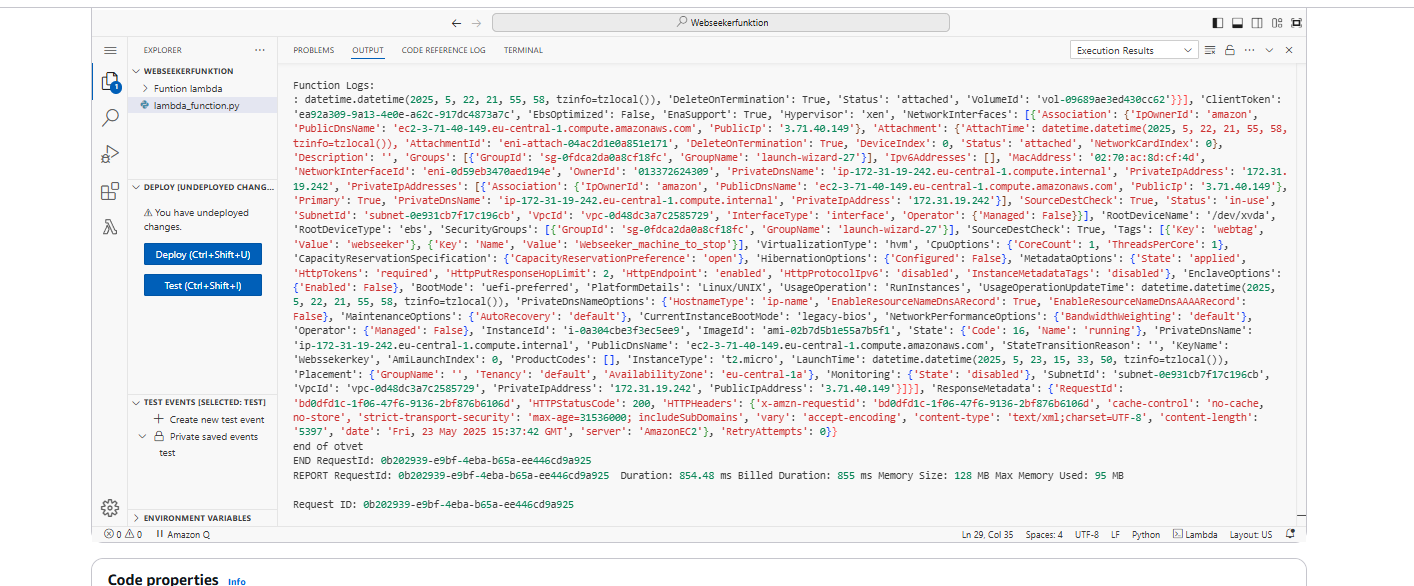 Webseekerfunktion
EXPLORER
WEBSEEKERFUNKTION
Funtion lambda
lambda_function.py
DEPLOY [UNDEPLOYED CHANG...
You have undeployed
changes.
Deploy (Ctrl+Shift+U)
Test (Ctrl+Shift+I)
TEST EVENTS [SELECTED: TEST]
Create new test event
Private saved events
test
ENVIRONMENT VARIABLES
PROBLEMS OUTPUT CODE REFERENCE LOG TERMINAL
Execution Results
Function Logs:
: datetime.datetime(2025, 5, 22, 21, 55, 58, tzinfo=tzlocal()), 'DeleteOnTermination': True, 'Status': 'attached', 'VolumeId': 'vol-09689ae3ed430cc62'}}], 'ClientToken':
'ea92a309-9a13-4e0e-a62c-917dc4873a7c', 'EbsOptimized': False, 'EnaSupport': True, 'Hypervisor': 'xen', 'NetworkInterfaces': [{'Association': {'IpOwnerId': 'amazon',
'PublicDnsName': 'ec2-3-71-40-149.eu-central-1.compute.amazonaws.com', 'PublicIp': '3.71.40.149'}, 'Attachment': {'AttachTime': datetime.datetime(2025, 5, 22, 21, 55, 58,
tzinfo=tzlocal()), 'AttachmentId': 'eni-attach-04ac2d1e0a851e171', 'DeleteOnTermination': True, 'DeviceIndex': 0, 'Status': 'attached', 'NetworkCardIndex': 0},
'Description': '', 'Groups': [{'GroupId': 'sg-0fdca2da0a8cf18fc', 'GroupName': 'launch-wizard-27'}], 'Ipv6Addresses': [], 'MacAddress': '02:70:ac:8d:cf:4d',
'NetworkInterfaceId': 'eni-0d59eb3470aed194e', 'OwnerId': '013372624309', 'PrivateDnsName': 'ip-172-31-19-242.eu-central-1.compute.internal', 'PrivateIpAddress': '172.31.
19.242', 'PrivateIpAddresses': [{'Association': {'IpOwnerId': 'amazon', 'PublicDnsName': 'ec2-3-71-40-149.eu-central-1.compute.amazonaws.com', 'PublicIp': '3.71.40.149'},
'Primary': True, 'PrivateDnsName': 'ip-172-31-19-242.eu-central-1.compute.internal', 'PrivateIpAddress': '172.31.19.242'}], 'SourceDestCheck': True, 'Status': 'in-use',
'SubnetId': 'subnet-0e931cb7f17c196cb', 'VpcId': 'vpc-0d48dc3a7c2585729', 'InterfaceType': 'interface', 'Operator': {'Managed': False}}], 'RootDeviceName': '/dev/xvda',
'RootDeviceType': 'ebs', 'SecurityGroups': [{'GroupId': 'sg-0fdca2da0a8cf18fc', 'GroupName': 'launch-wizard-27'}], 'SourceDestCheck': True, 'Tags': [{'Key': 'webtag',
'Value': 'webseeker'}, {'Key': 'Name', 'Value': 'Webseeker_machine_to_stop'}], 'VirtualizationType': 'hvm', 'CpuOptions': {'CoreCount': 1, 'ThreadsPerCore': 1},
'CapacityReservationSpecification': {'CapacityReservationPreference': 'open'}, 'HibernationOptions': {'Configured': False}, 'MetadataOptions': {'State': 'applied',
'HttpTokens': 'required', 'HttpPutResponseHopLimit': 2, 'HttpEndpoint': 'enabled', 'HttpProtocolIpv6': 'disabled', 'InstanceMetadataTags': 'disabled'}, 'EnclaveOptions':
{'Enabled': False}, 'BootMode': 'uefi-preferred', 'PlatformDetails': 'Linux/UNIX', 'UsageOperation': 'RunInstances', 'UsageOperationUpdateTime': datetime.datetime(2025,
5, 22, 21, 55, 58, tzinfo=tzlocal()), 'PrivateDnsNameOptions': {'HostnameType': 'ip-name', 'EnableResourceNameDnsARecord': True, 'EnableResourceNameDnsAAAARecord':
False}, 'MaintenanceOptions': {'AutoRecovery': 'default'}, 'CurrentInstanceBootMode': 'legacy-bios', 'NetworkPerformanceOptions': {'BandwidthWeighting': 'default'},
'Operator': {'Managed': False}, 'InstanceId': 'i-0a304cbe3f3ec5ee9', 'ImageId': 'ami-02b7d5b1e55a7b5f1', 'State': {'Code': 16, 'Name': 'running'}, 'PrivateDnsName':
'ip-172-31-19-242.eu-central-1.compute.internal', 'PublicDnsName': 'ec2-3-71-40-149.eu-central-1.compute.amazonaws.com', 'StateTransitionReason': '', 'KeyName':
'Webssekerkey', 'AmiLaunchIndex': 0, 'ProductCodes': [], 'InstanceType': 't2.micro', 'LaunchTime': datetime.datetime(2025, 5, 23, 15, 33, 50, tzinfo=tzlocal()),
'Placement': {'GroupName': '', 'Tenancy': 'default', 'AvailabilityZone': 'eu-central-1a'}, 'Monitoring': {'State': 'disabled'}, 'SubnetId': 'subnet-0e931cb7f17c196cb',
'VpcId': 'vpc-0d48dc3a7c2585729', 'PrivateIpAddress': '172.31.19.242', 'PublicIpAddress': '3.71.40.149'}]}], 'ResponseMetadata': {'RequestId':
'bd0dfd1c-1f06-47f6-9136-2bf876b6106d', 'HTTPStatusCode': 200, 'HTTPHeaders': {'x-amzn-requestid': 'bd0dfd1c-1f06-47f6-9136-2bf876b6106d', 'cache-control': 'no-cache,
no-store', 'strict-transport-security': 'max-age=31536000; includeSubDomains', 'vary': 'accept-encoding', 'content-type': 'text/xml;charset=UTF-8', 'content-length':
'5397', 'date': 'Fri, 23 May 2025 15:37:42 GMT', 'server': 'AmazonEC2'}, 'RetryAttempts': 0}}
end of otvet
END RequestId: 0b202939-e9bf-4eba-b65a-ee446cd9a925
REPORT RequestId: 0b202939-e9bf-4eba-b65a-ee446cd9a925 Duration: 854.48 ms Billed Duration: 855 ms Memory Size: 128 MB Max Memory Used: 95 MB
Request ID: 0b202939-e9bf-4eba-b65a-ee446cd9a925
0 0 Amazon Q Ln 29, Col 35 Spaces: 4 UTF-8 LF Python Lambda Layout: US
Code properties Info